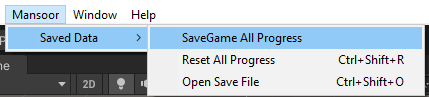 Mansoor Window Help
Saved Data SaveGame All Progress
Reset All Progress Ctrl+Shift+R
2D Open Save File Ctrl+Shift+O